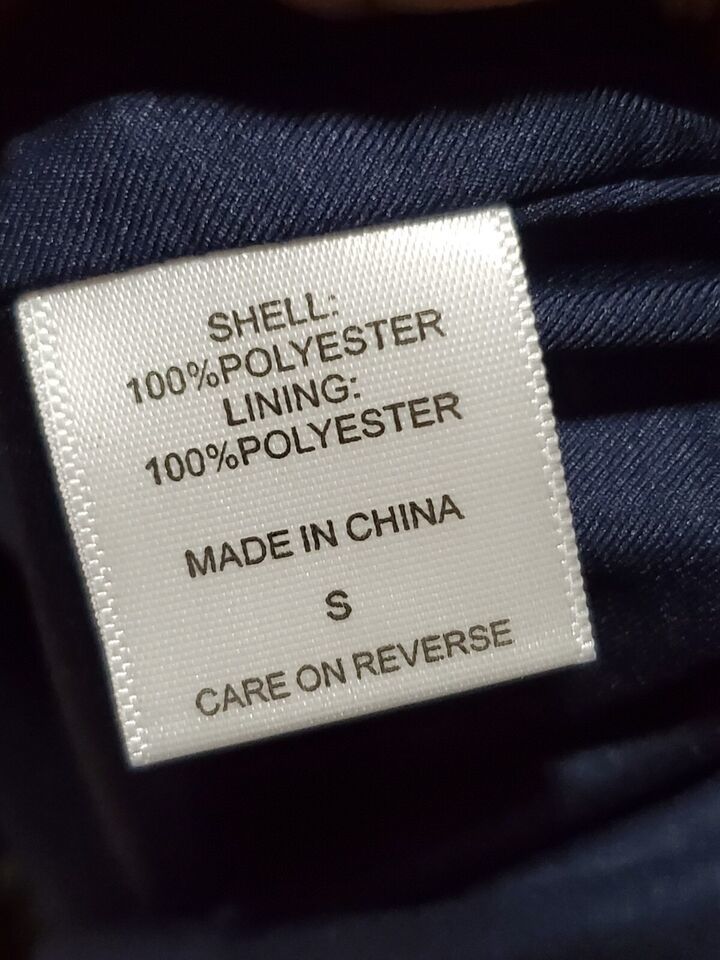 SHELL:
100%POLYESTER
LINING:
100%POLYESTER
MADE IN CHINA
S
CARE ON REVERSE